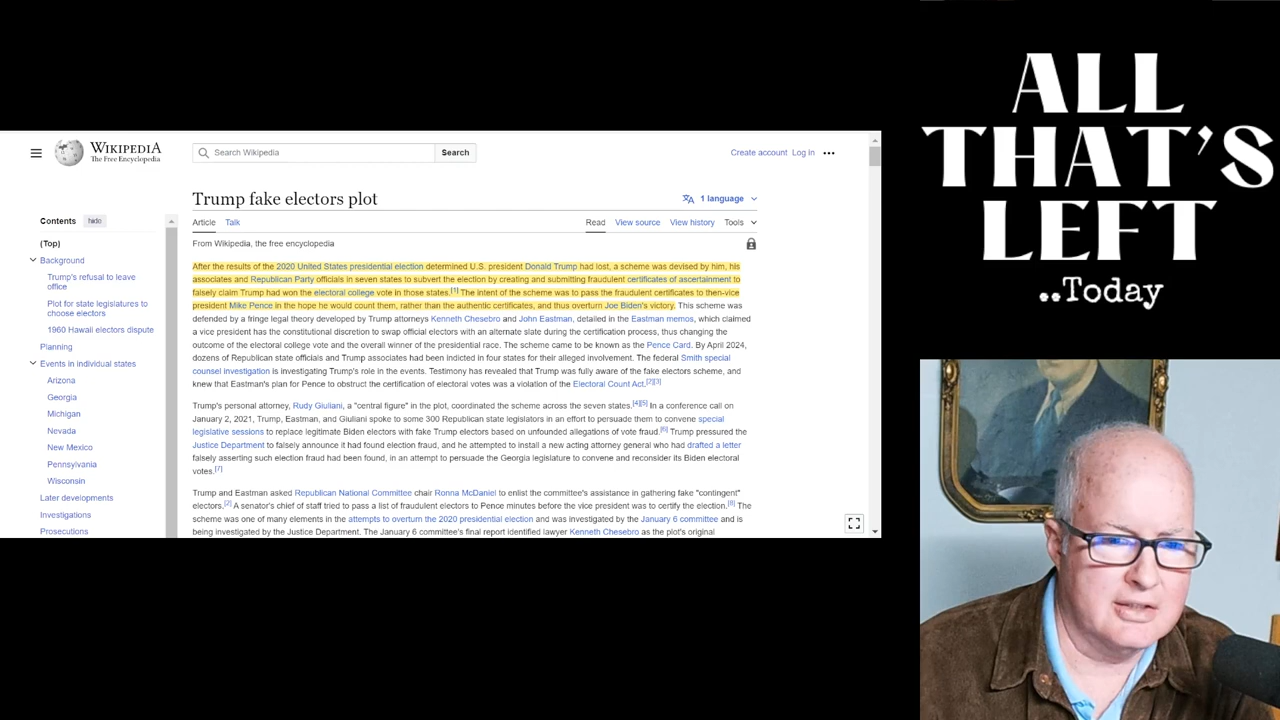 WIKIPEDIA
The Free Encyclopedia
Search Wikipedia
Search
Create account Log in
Contents hide
(Top)
Background
Trump's refusal to leave
office
Plot for state legislatures to
choose electors
1960 Hawaii electors dispute
Planning
Events in individual states
Arizona
Georgia
Michigan
Nevada
New Mexico
Pennsylvania
Wisconsin
Later developments
Investigations
Prosecutions
Trump fake electors plot
1 language
Article Talk
Read View source View history Tools
From Wikipedia, the free encyclopedia
After the results of the 2020 United States presidential election determined U.S. president Donald Trump had lost, a scheme was devised by him, his
associates and Republican Party officials in seven states to subvert the election by creating and submitting fraudulent certificates of ascertainment to
falsely claim Trump had won the electoral college vote in those states.[1] The intent of the scheme was to pass the fraudulent certificates to then-vice
president Mike Pence in the hope he would count them, rather than the authentic certificates, and thus overturn Joe Biden's victory. This scheme was
defended by a fringe legal theory developed by Trump attorneys Kenneth Chesebro and John Eastman, detailed in the Eastman memos, which claimed
a vice president has the constitutional discretion to swap official electors with an alternate slate during the certification process, thus changing the
outcome of the electoral college vote and the overall winner of the presidential race. The scheme came to be known as the Pence Card. By April 2024,
dozens of Republican state officials and Trump associates had been indicted in four states for their alleged involvement. The federal Smith special
counsel investigation is investigating Trump's role in the events. Testimony has revealed that Trump was fully aware of the fake electors scheme, and
knew that Eastman's plan for Pence to obstruct the certification of electoral votes was a violation of the Electoral Count Act.[2][3]
Trump's personal attorney, Rudy Giuliani, a "central figure" in the plot, coordinated the scheme across the seven states.[4][5] In a conference call on
January 2, 2021, Trump, Eastman, and Giuliani spoke to some 300 Republican state legislators in an effort to persuade them to convene special
legislative sessions to replace legitimate Biden electors with fake Trump electors based on unfounded allegations of vote fraud.[6] Trump pressured the
Justice Department to falsely announce it had found election fraud, and he attempted to install a new acting attorney general who had drafted a letter
falsely asserting such election fraud had been found, in an attempt to persuade the Georgia legislature to convene and reconsider its Biden electoral
votes.[7]
Trump and Eastman asked Republican National Committee chair Ronna McDaniel to enlist the committee's assistance in gathering fake "contingent"
electors.[2] A senator's chief of staff tried to pass a list of fraudulent electors to Pence minutes before the vice president was to certify the election.[8] The
scheme was one of many elements in the attempts to overturn the 2020 presidential election and was investigated by the January 6 committee and is
being investigated by the Justice Department. The January 6 committee's final report identified lawyer Kenneth Chesebro as the plot's original
ALL
THAT'S
LEFT
..Today